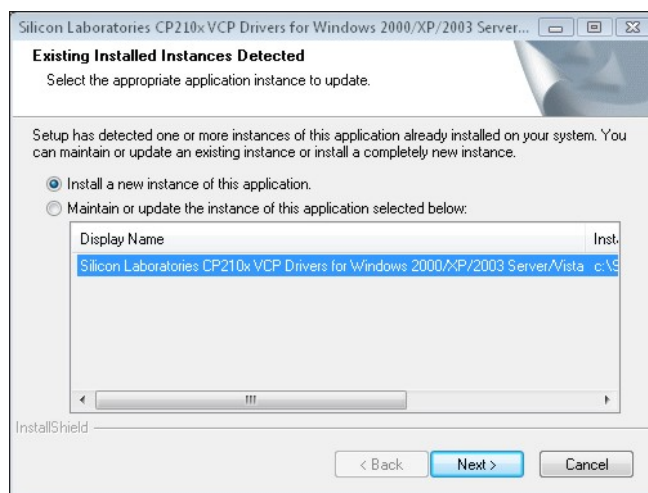 Silicon Laboratories CP210x VCP Drivers for Windows 2000/XP/2003 Server...
Existing Installed Instances Detected
Select the appropriate application instance to update.
Setup has detected one or more instances of this application already installed on your system. You
can maintain or update an existing instance or install a completely new instance.
Install a new instance of this application.
Maintain or update the instance of this application selected below:
Display Name Inst
Silicon Laboratories CP210x VCP Drivers for Windows 2000/XP/2003 Server/Vista c:\S
InstallShield
< Back Next > Cancel